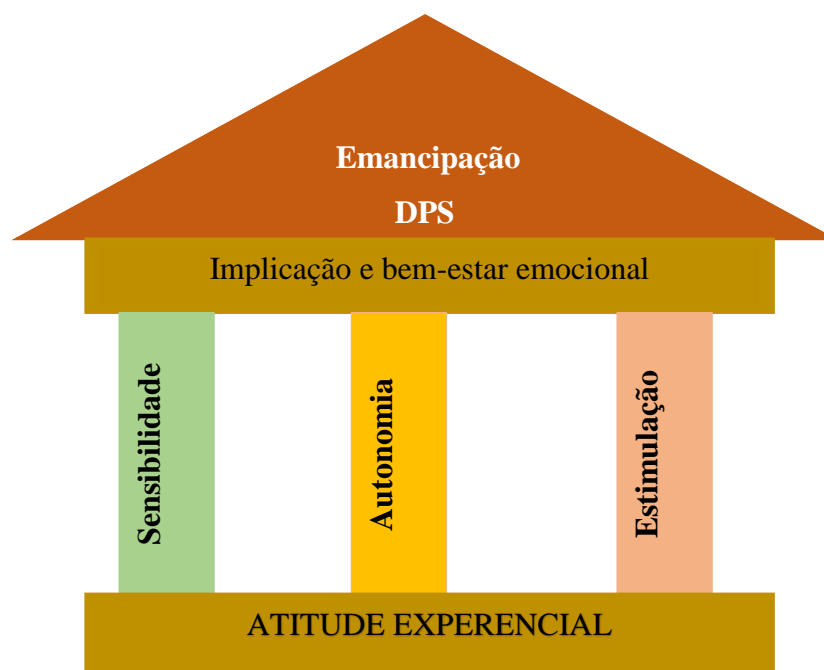 Emancipação
DPS
Implicação e bem-estar emocional
Sensibilidade
Autonomia
Estimulação
ATITUDE EXPERENCIAL